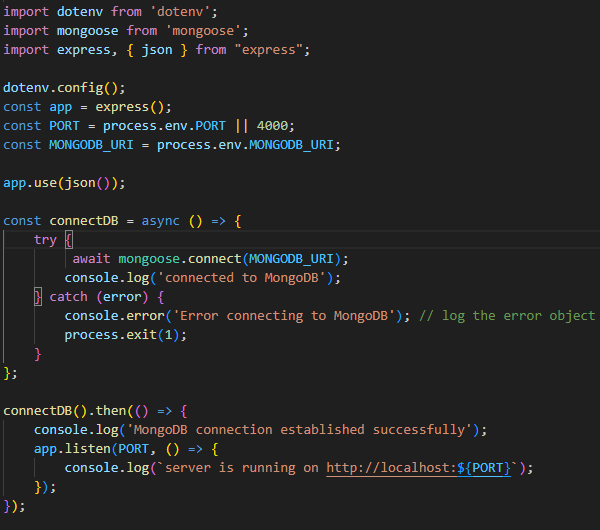 import dotenv from 'dotenv';
import mongoose from 'mongoose';
import express, { json } from "express";
dotenv.config();
const app = express();
const PORT = process.env.PORT || 4000;
const MONGODB_URI = process.env.MONGODB_URI;
app.use(json());
const connectDB = async () => {
    try {
         await mongoose.connect(MONGODB_URI);
        console.log('connected to MongoDB');
    } catch (error) {
        console.error('Error connecting to MongoDB'); // log the error object
        process.exit(1);
    }
};
connectDB().then(() => {
    console.log('MongoDB connection established successfully');
    app.listen(PORT, () => {
        console.log(`server is running on http://localhost:${PORT}`);
    });
});